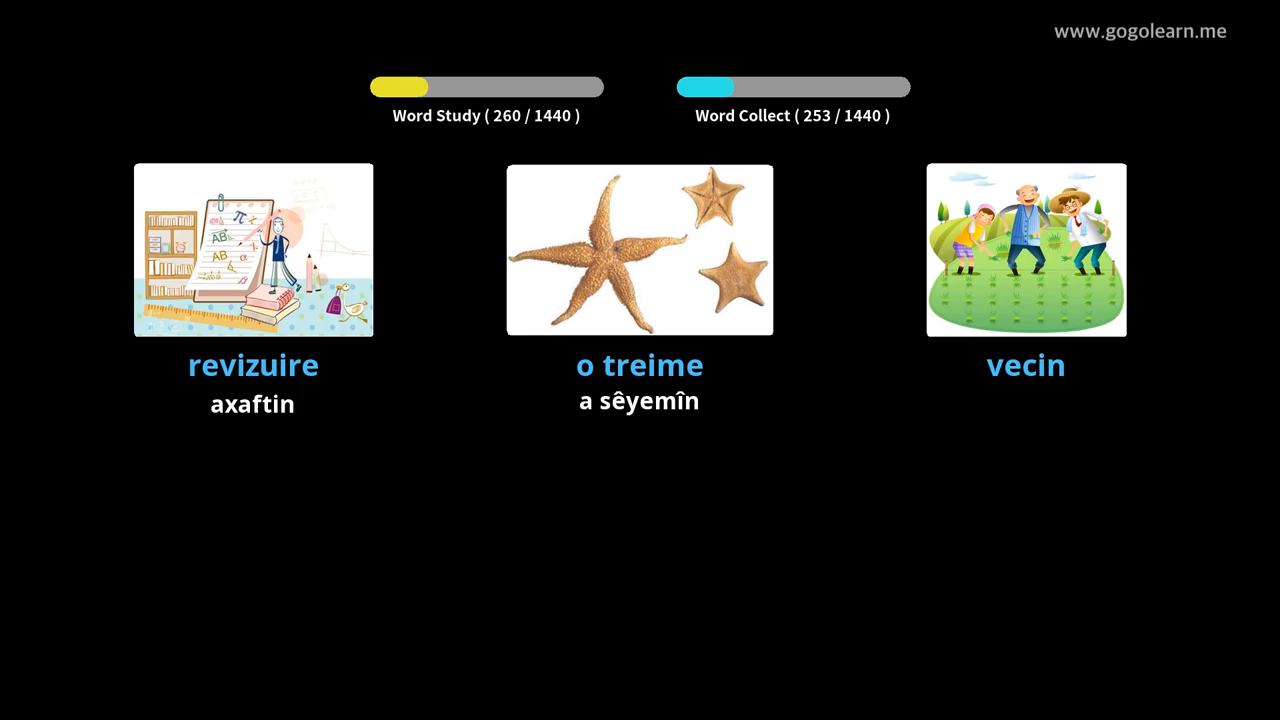 www.gogolearn.me
Word Study ( 260 / 1440 )
Word Collect ( 253 / 1440 )
revizuire
o treime
vecin
axaftin
a sêyemîn